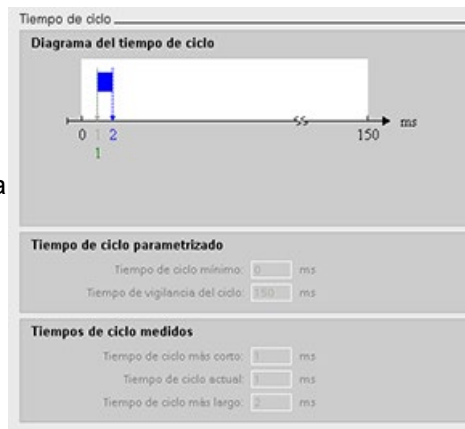 Tiempo de ciclo
Diagrama del tiempo de ciclo
ms
0 1 2 150
1
a
Tiempo de ciclo parametrizado
Tiempo de ciclo mínimo: 0 ms
Tiempo de vigilancia del ciclo: 150 ms
Tiempos de ciclo medidos
Tiempo de ciclo más corto: 1 ms
Tiempo de ciclo actual: 1 ms
Tiempo de ciclo más largo: 2 ms